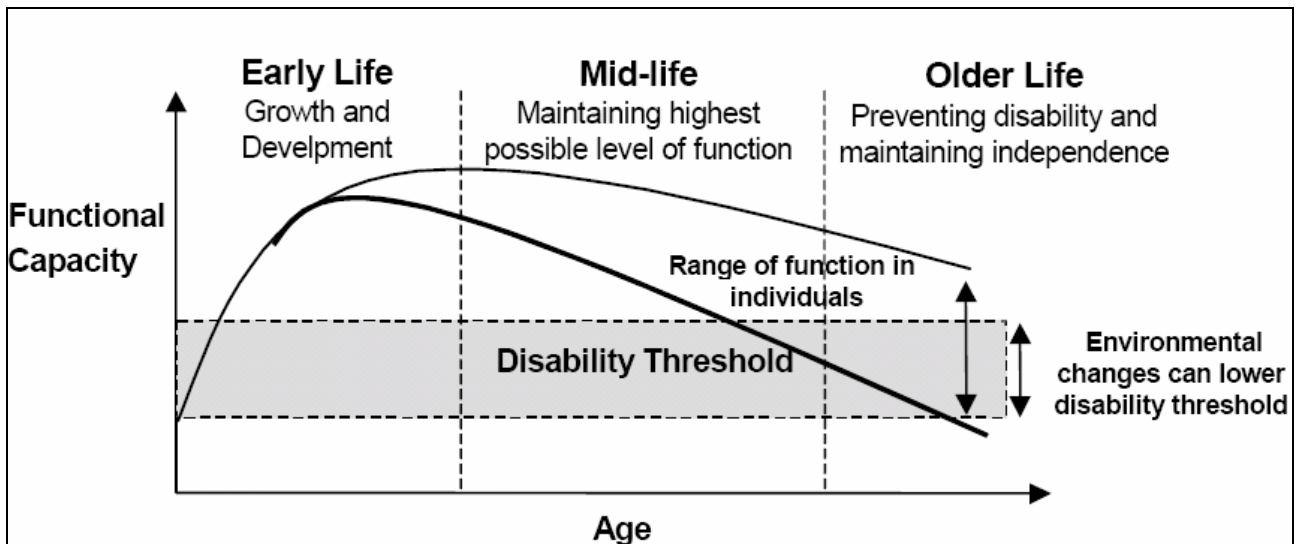 Early Life
Growth and
Develpment
Mid-life
Maintaining highest
possible level of function
Older Life
Preventing disability and
maintaining independence
Functional
Capacity
Range of function in
individuals
Disability Threshold
Environmental
changes can lower
disability threshold
Age